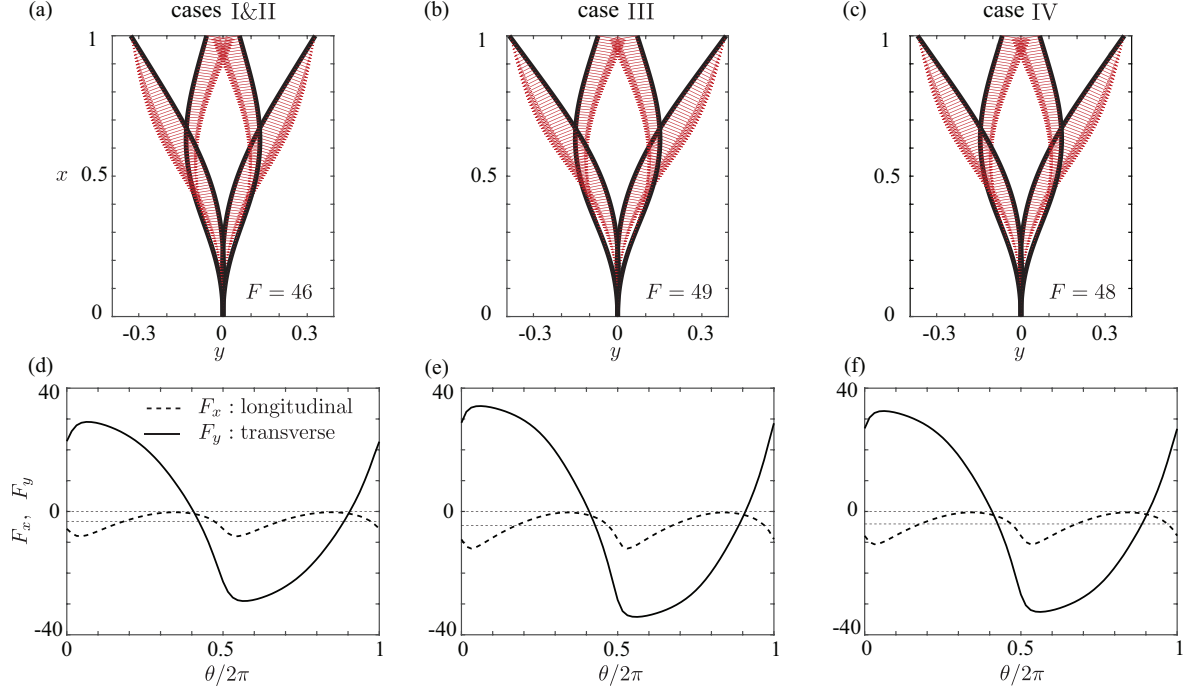 (a) cases I&II (b) case III (c) case IV
1 1 1
x 0.5 0.5 0.5
F = 46 F = 49 F = 48
0 0 0
-0.3 0 0.3 -0.3 0 0.3 -0.3 0 0.3
y y y
(d) (e) (f)
40 40 40
F_x : longitudinal
F_y : transverse
F_x, F_y 0 0 0
-40 -40 -40
0 0.5 1 0 0.5 1 0 0.5 1
θ/2π θ/2π θ/2π